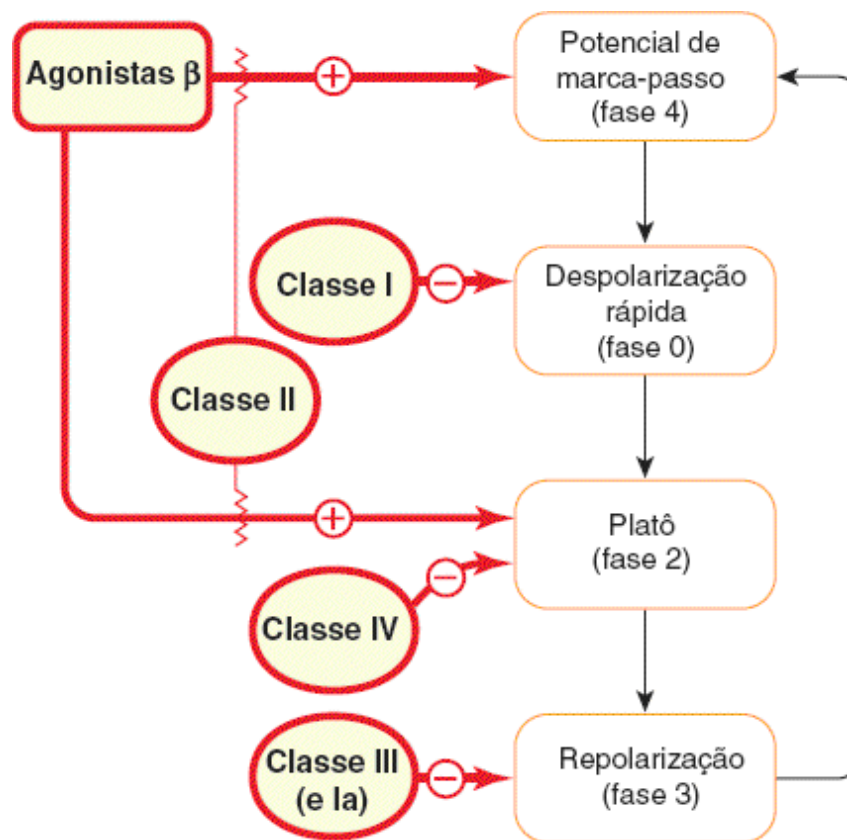 Agonistas β
+
Potencial de
marca-passo
(fase 4)
Classe I
−
Despolarização
rápida
(fase 0)
Classe II
+
Platô
(fase 2)
−
Classe IV
Classe III
(e Ia)
−
Repolarização
(fase 3)